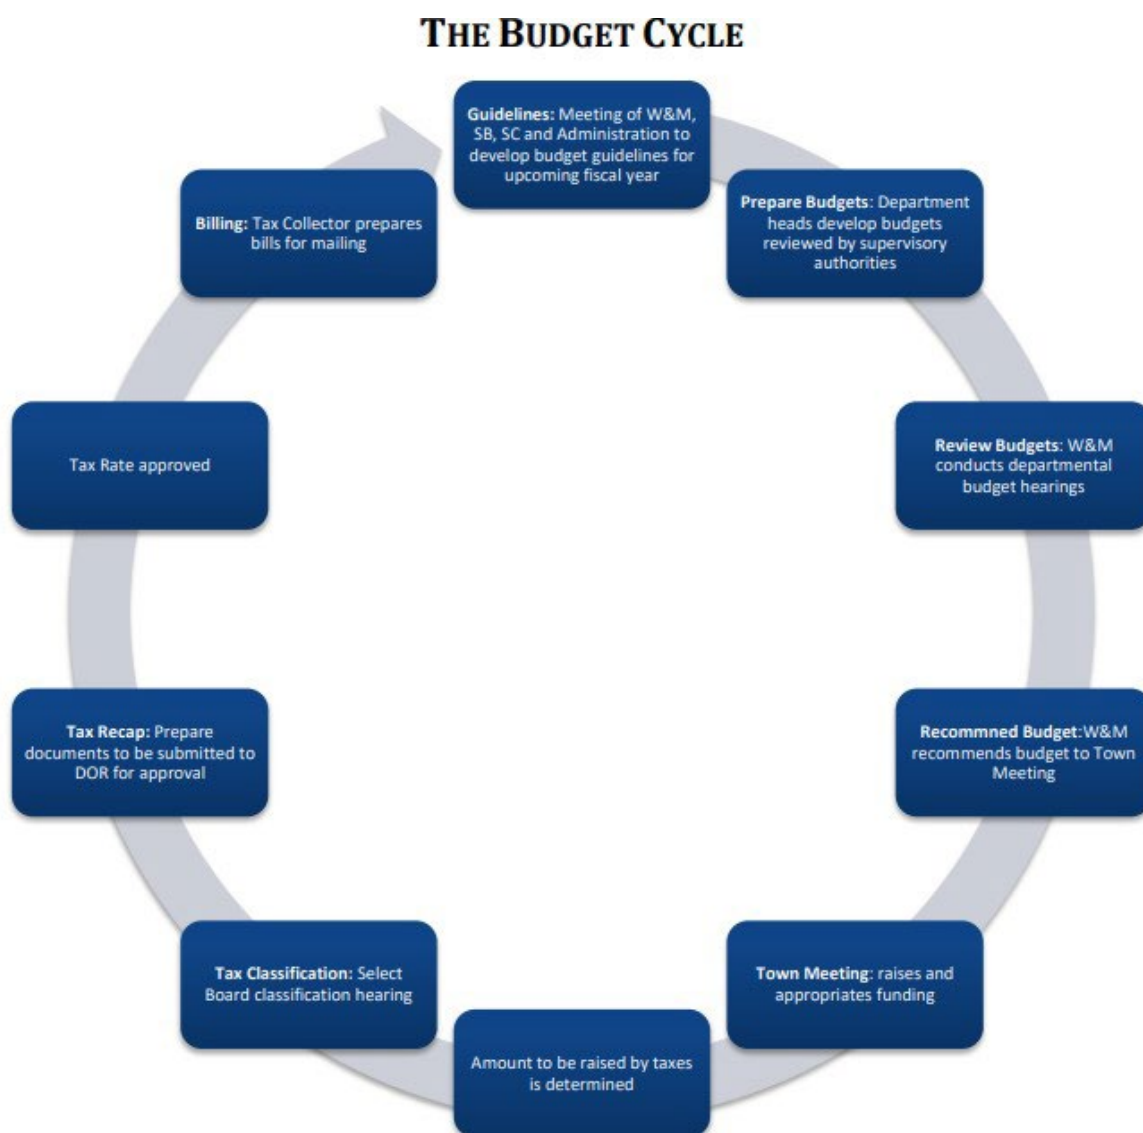 THE BUDGET CYCLE
Guidelines: Meeting of W&M,
SB, SC and Administration to
develop budget guidelines for
upcoming fiscal year
Prepare Budgets: Department
heads develop budgets
reviewed by supervisory
authorities
Review Budgets: W&M
conducts departmental
budget hearings
Recommned Budget:W&M
recommends budget to Town
Meeting
Town Meeting: raises and
appropriates funding
Amount to be raised by taxes
is determined
Tax Classification: Select
Board classification hearing
Tax Recap: Prepare
documents to be submitted to
DOR for approval
Tax Rate approved
Billing: Tax Collector prepares
bills for mailing